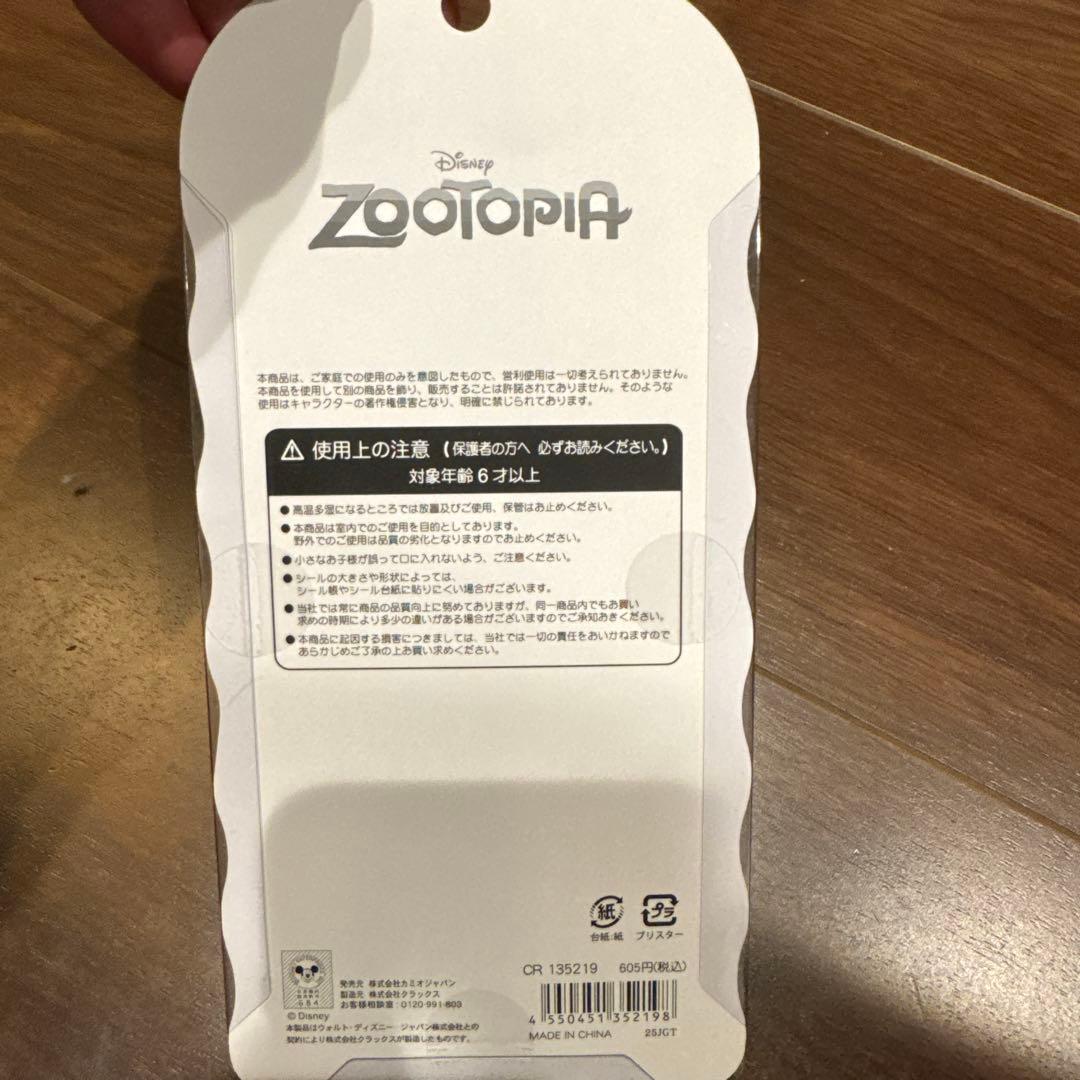 Disney
ZOOTOPIA
本商品は、ご家庭での使用のみを意図したもので、営利使用は一切考えられておりません。
本商品を使用して別の商品を飾り、販売することは許諾されておりません。そのような
使用はキャラクターの著作権侵害となり、明確に禁じられております。
⚠ 使用上の注意 (保護者の方へ 必ずお読みください。)
対象年齢6才以上
●高温多湿になるところでは放置及びご使用、保管はお止めください。
●本商品は室内でのご使用を目的としております。
野外でのご使用は品質の劣化となりますのでお止めください。
●小さなお子様が誤って口に入れないよう、ご注意ください。
●シールの大きさや形状によっては、
シール帳やシール台紙に貼りにくい場合がございます。
●当社では常に商品の品質向上に努めておりますが、同一商品内でもお買い
求めの時期により多少の違いがある場合がございますのでご承知おきください。
●本商品に起因する損害につきましては、当社では一切の責任をおいかねますので
あらかじめご了承の上お買い求めください。
紙 プラ
台紙:紙 ブリスター
CR 135219 605円(税込)
発売元 株式会社カミオジャパン
製造元 株式会社クラックス
お客様相談室:0120-991-803
© Disney
本製品はウォルト・ディズニー・ジャパン株式会社との
契約により株式会社クラックスが製造したものです。
4 550451 352198
MADE IN CHINA 25JGT